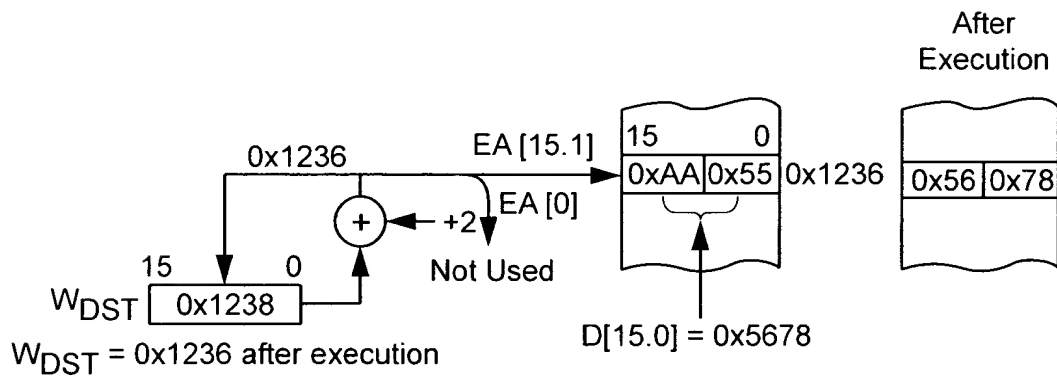 After
Execution
15 0
0x1236 EA [15.1]
0xAA 0x55 0x1236 0x56 0x78
EA [0]
+ +2
15 0 Not Used
WDST 0x1238
D[15.0] = 0x5678
WDST = 0x1236 after execution